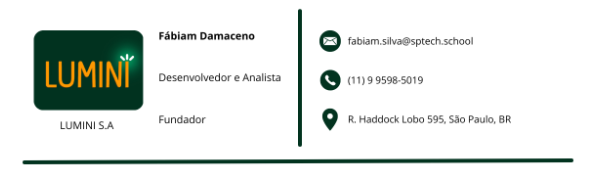 LUMINI
LUMINI S.A
Fábiam Damaceno
Desenvolvedor e Analista
Fundador
fabiam.silva@sptech.school
(11) 9 9598-5019
R. Haddock Lobo 595, São Paulo, BR